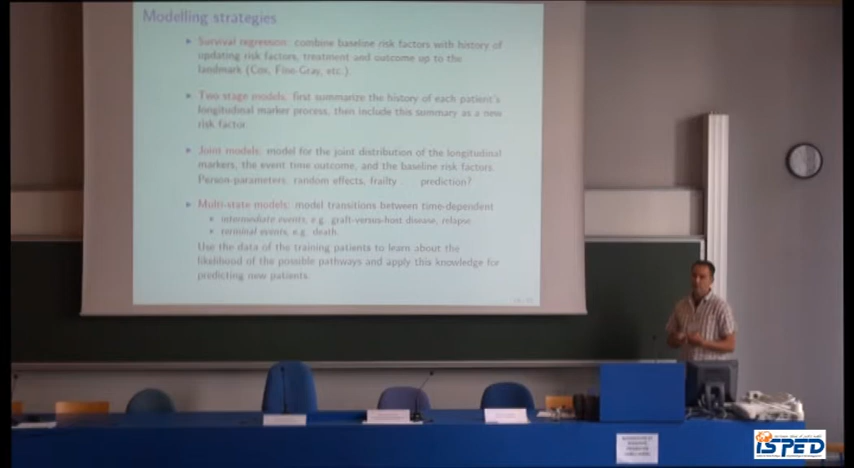 Modelling strategies
Survival regression: combine baseline risk factors with history of
updating risk factors, treatment and outcome up to the
landmark (Cox, Fine-Gray, etc.).
Two stage models: first summarize the history of each patient's
longitudinal marker process, then include this summary as a new
risk factor.
Joint models: model for the joint distribution of the longitudinal
markers, the event time outcome, and the baseline risk factors.
Person-parameters: random effects, frailty prediction?
Multi-state models: model transitions between time-dependent
intermediate events, e.g. graft-versus-host disease, relapse.
terminal events, e.g. death.
Use the data of the training patients to learn about the
likelihood of the possible pathways and apply this knowledge for
predicting new patients.
ISPED